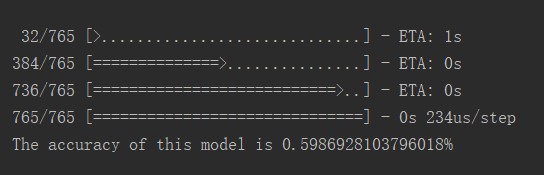 32/765 [>.............................] - ETA: 1s
384/765 [==============>...............] - ETA: 0s
736/765 [===========================>..] - ETA: 0s
765/765 [==============================] - 0s 234us/step
The accuracy of this model is 0.5986928103796018%